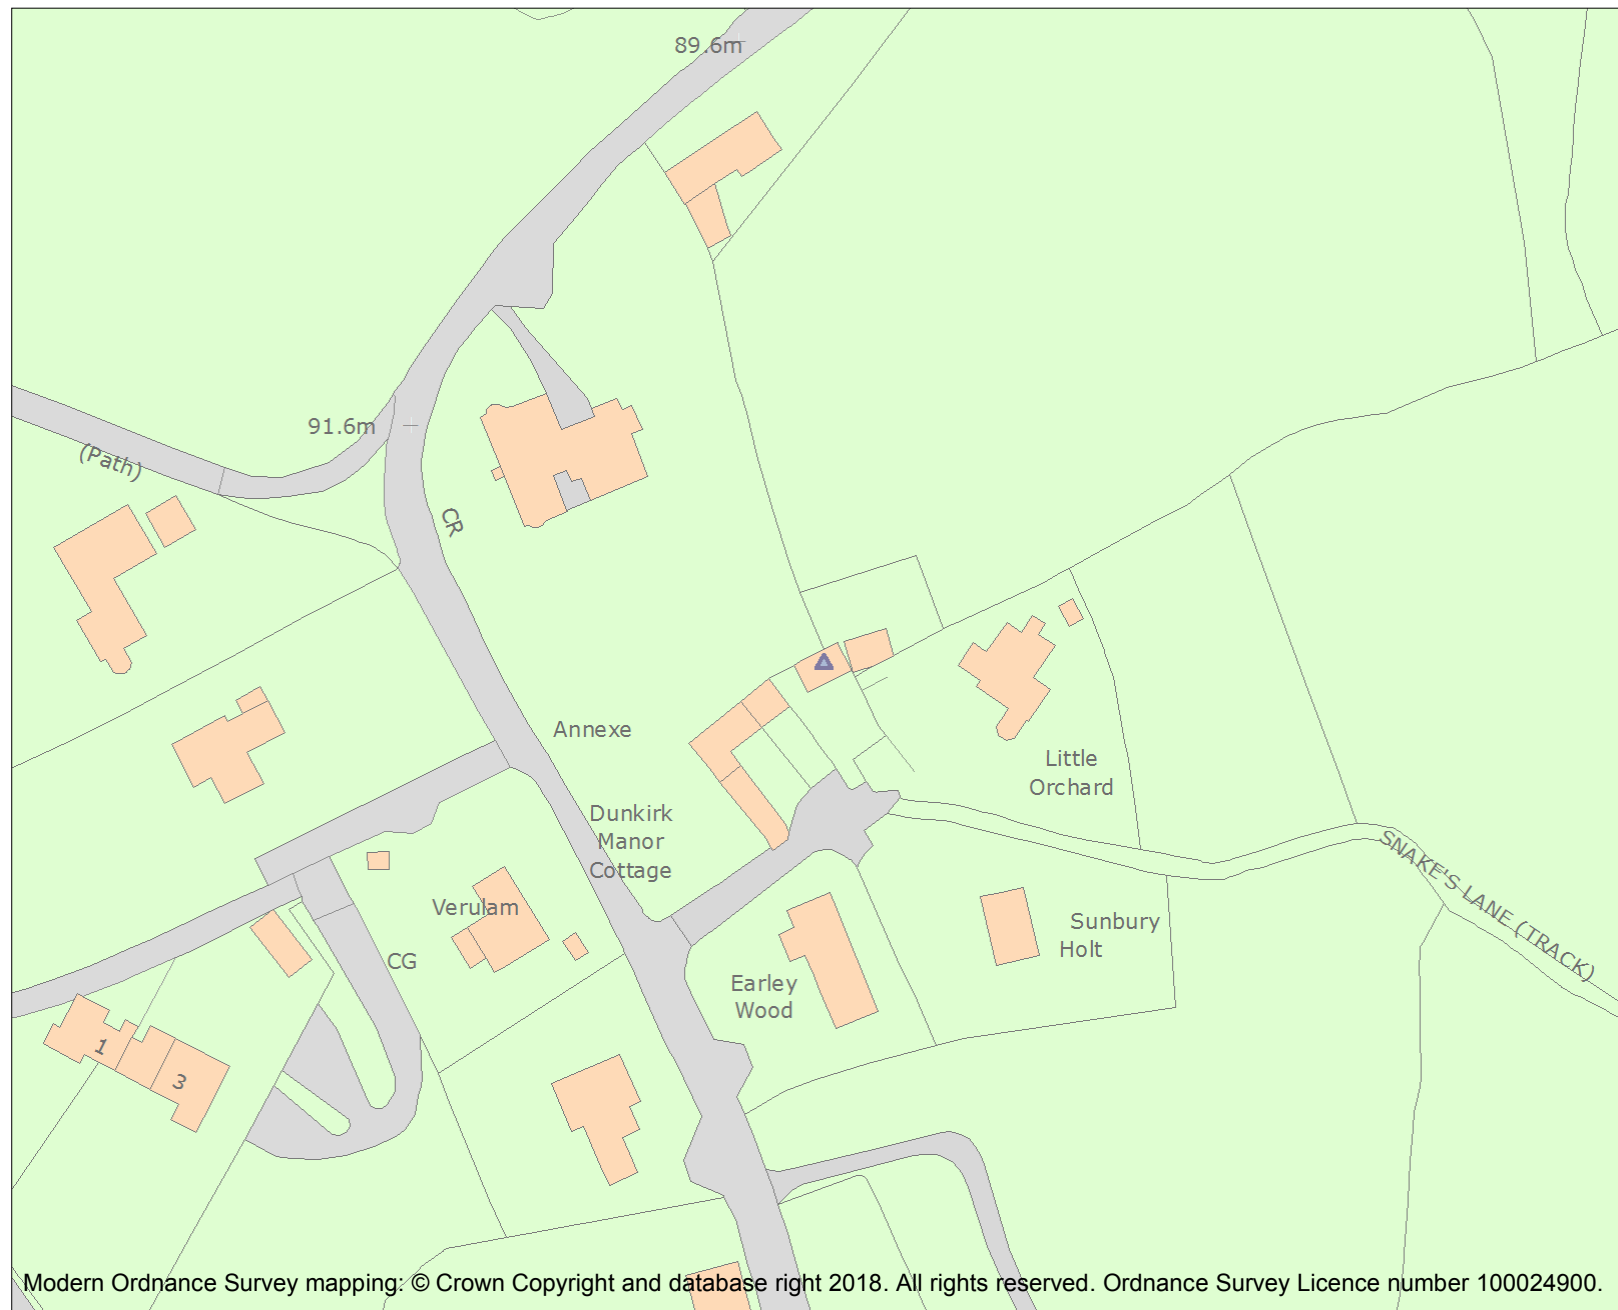 89.6m
91.6m
(Path)
CR
Annexe
Little
Orchard
Dunkirk
Manor
Cottage
SNAKE'S LANE (TRACK)
Verulam
Sunbury
Holt
CG
Earley
Wood
1
3
Modern Ordnance Survey mapping: © Crown Copyright and database right 2018. All rights reserved. Ordnance Survey Licence number 100024900.